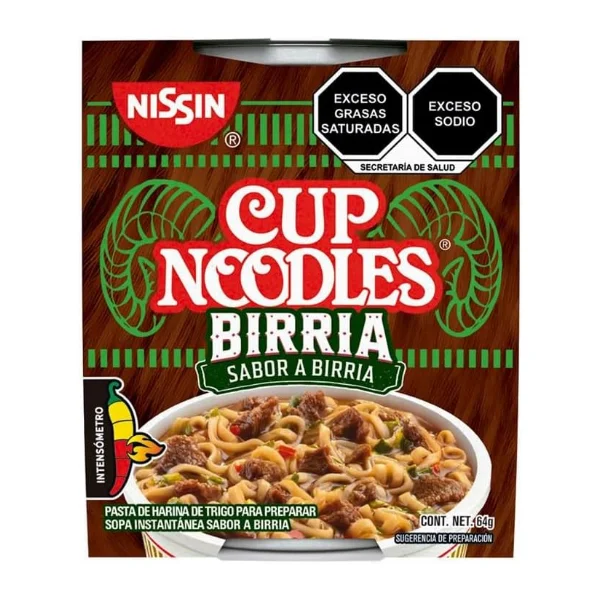 NISSIN
®
EXCESO
GRASAS
SATURADAS
EXCESO
SODIO
SECRETARÍA DE SALUD
CUP
NOODLES®
BIRRIA
SABOR A BIRRIA
INTENSÓMETRO
PASTA DE HARINA DE TRIGO PARA PREPARAR
SOPA INSTANTÁNEA SABOR A BIRRIA
CONT. NET. 64g
SUGERENCIA DE PREPARACIÓN